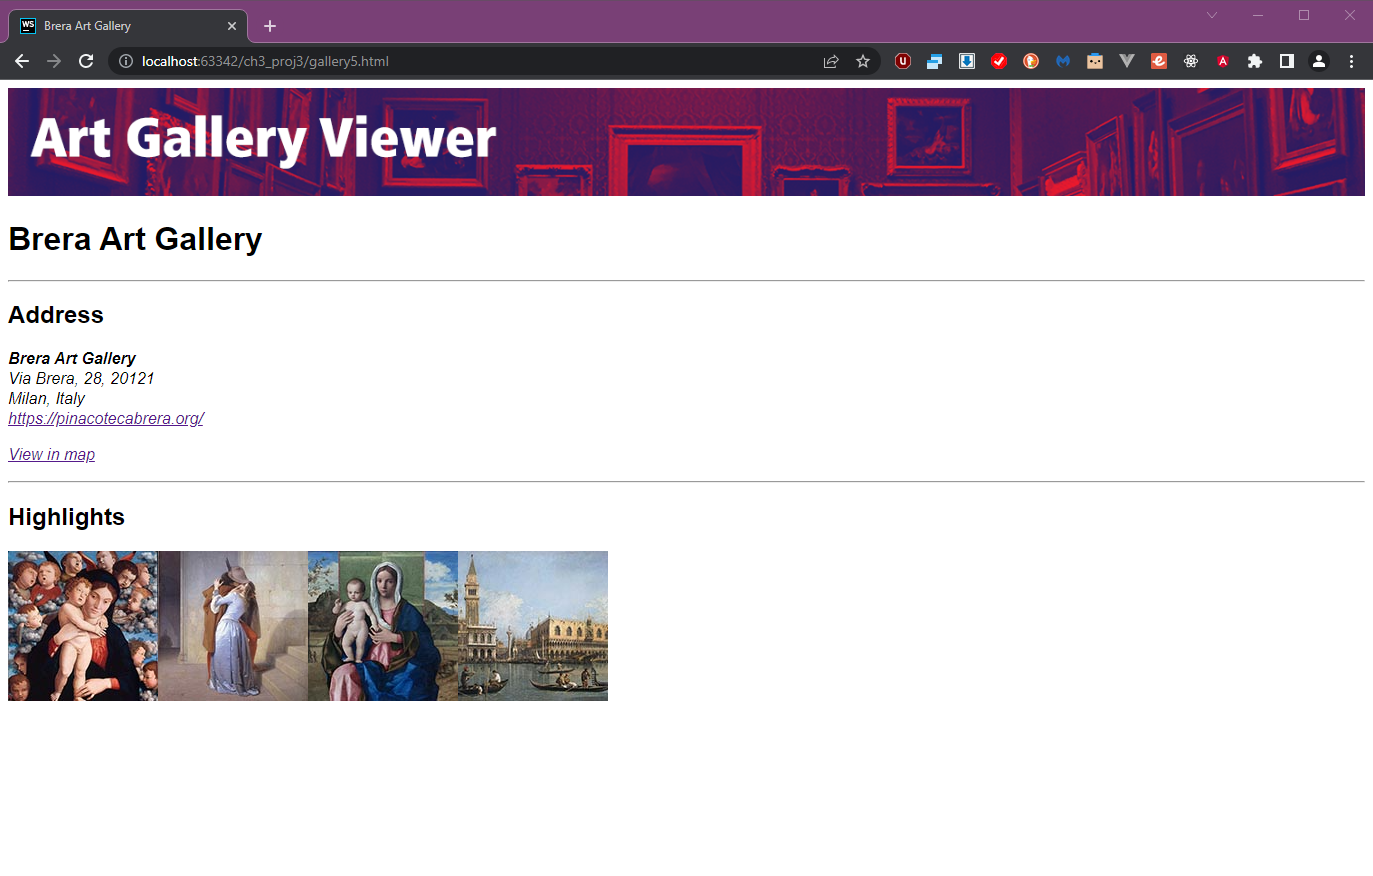 WS Brera Art Gallery
localhost:63342/ch3_proj3/gallery5.html
Art Gallery Viewer
Brera Art Gallery
Address
Brera Art Gallery
Via Brera, 28, 20121
Milan, Italy
https://pinacotecabrera.org/
View in map
Highlights